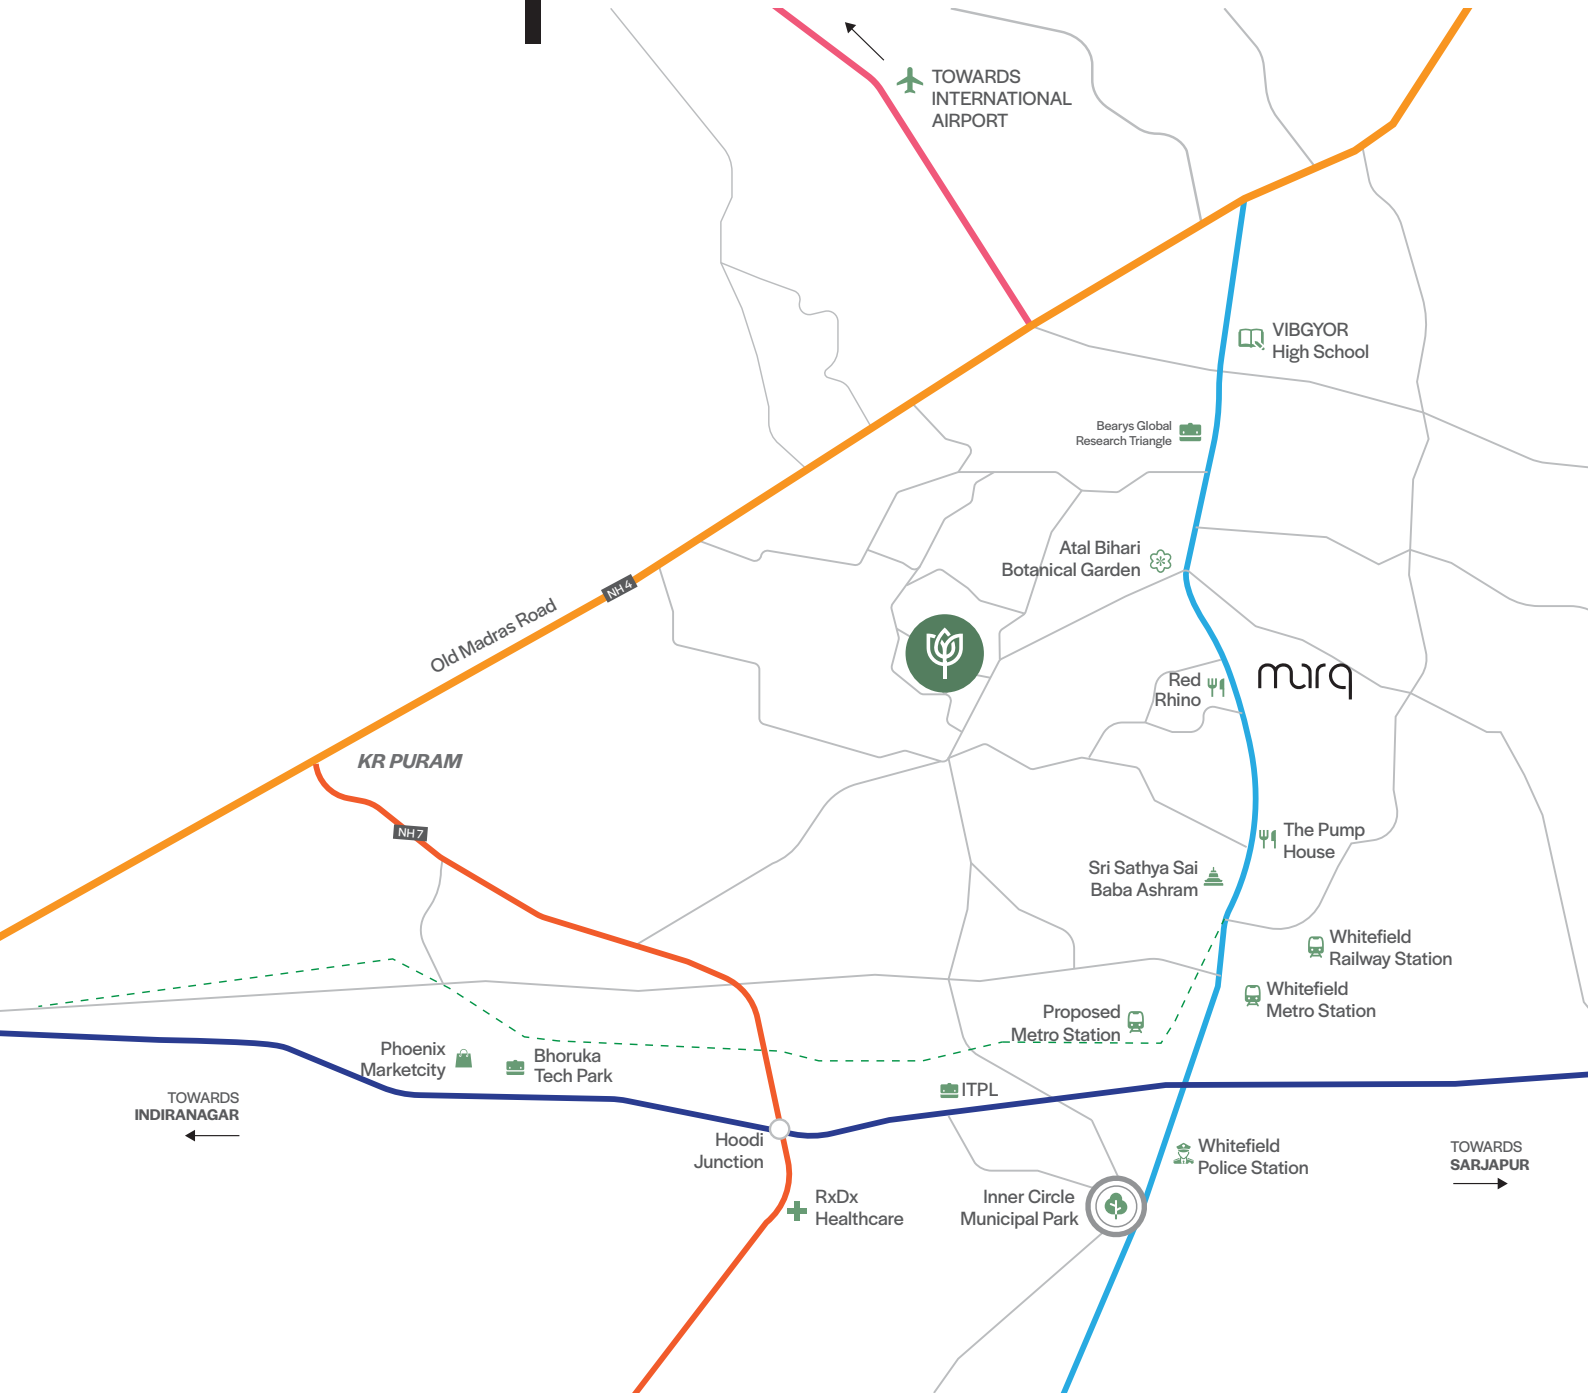 TOWARDS
INTERNATIONAL
AIRPORT
VIBGYOR
High School
Bearys Global
Research Triangle
Atal Bihari
Botanical Garden
NH 4
Old Madras Road
Red
Rhino
marq
KR PURAM
NH 7
The Pump
House
Sri Sathya Sai
Baba Ashram
Whitefield
Railway Station
Whitefield
Metro Station
Proposed
Metro Station
Phoenix
Marketcity
Bhoruka
Tech Park
ITPL
TOWARDS
INDIRANAGAR
Hoodi
Junction
Whitefield
Police Station
TOWARDS
SARJAPUR
RxDx
Healthcare
Inner Circle
Municipal Park